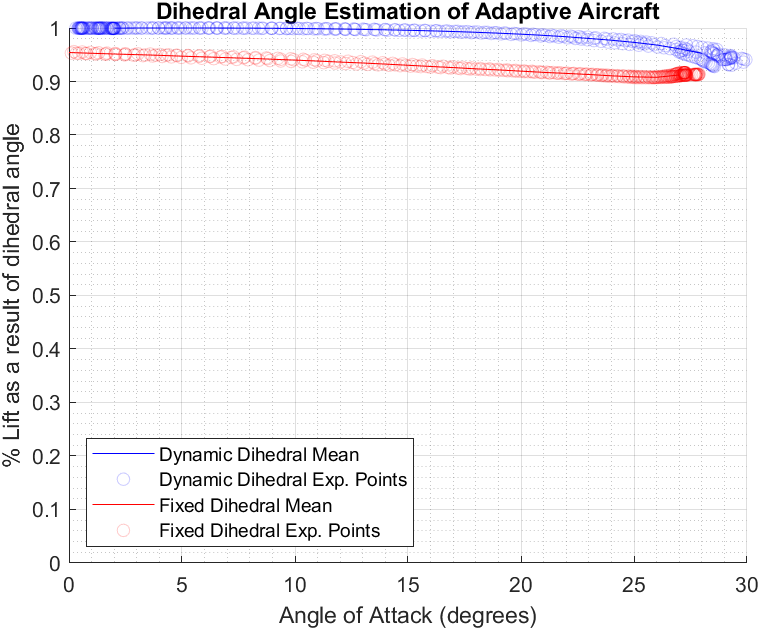 Dihedral Angle Estimation of Adaptive Aircraft
% Lift as a result of dihedral angle
1
0.9
0.8
0.7
0.6
0.5
0.4
0.3
0.2
0.1
0
Dynamic Dihedral Mean
Dynamic Dihedral Exp. Points
Fixed Dihedral Mean
Fixed Dihedral Exp. Points
0 5 10 15 20 25 30
Angle of Attack (degrees)